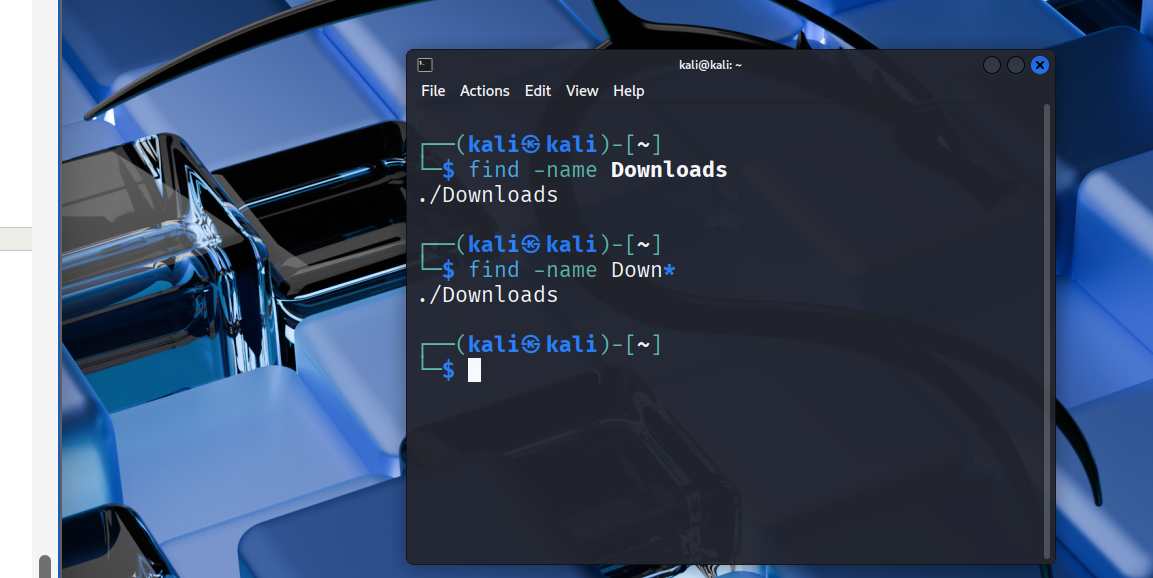 kali@kali: ~
File Actions Edit View Help
┌──(kali㉿kali)-[~]
└─$ find -name Downloads
./Downloads
┌──(kali㉿kali)-[~]
└─$ find -name Down*
./Downloads
┌──(kali㉿kali)-[~]
└─$